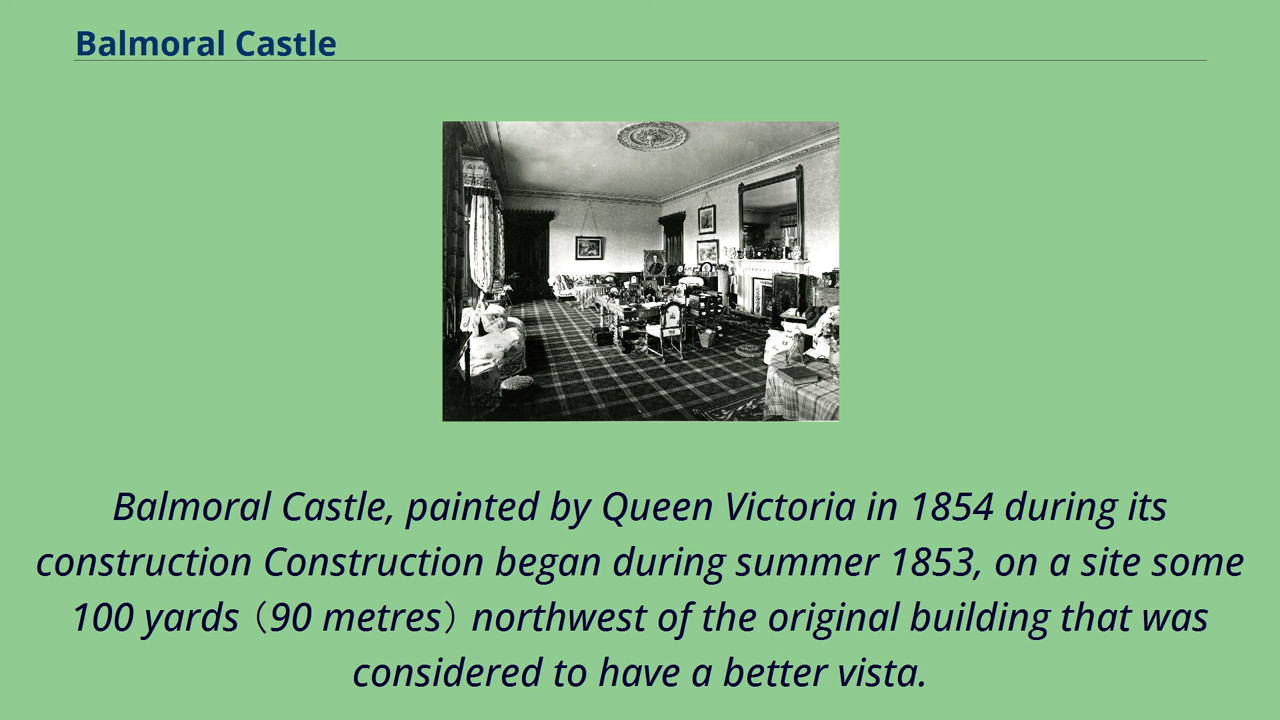 Balmoral Castle
Balmoral Castle, painted by Queen Victoria in 1854 during its
construction Construction began during summer 1853, on a site some
100 yards（90 metres）northwest of the original building that was
considered to have a better vista.